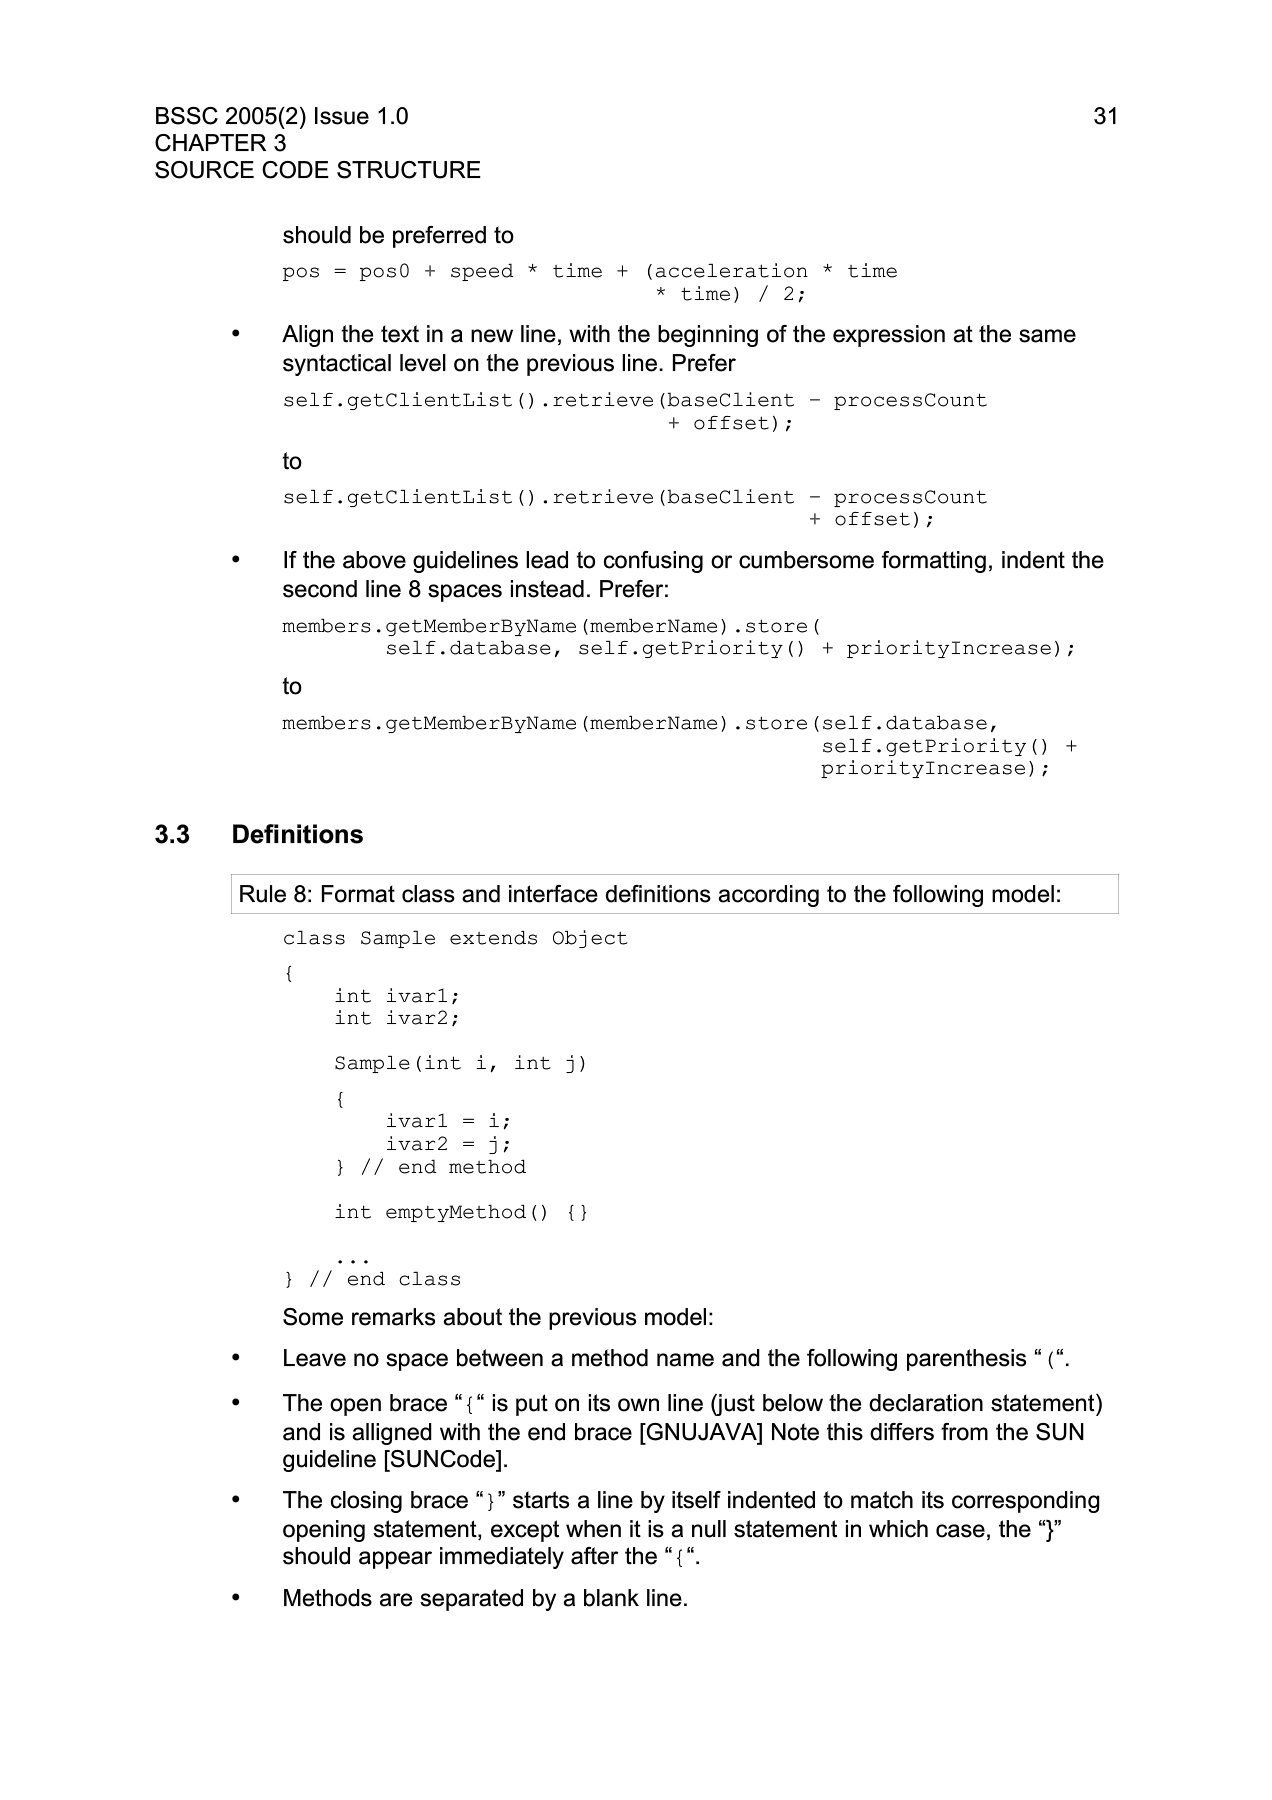 BSSC 2005(2) Issue 1.0 31
CHAPTER 3
SOURCE CODE STRUCTURE
should be preferred to
pos = pos0 + speed * time + (acceleration * time
                             * time) / 2;
• Align the text in a new line, with the beginning of the expression at the same
syntactical level on the previous line. Prefer
self.getClientList().retrieve(baseClient – processCount
                              + offset);
to
self.getClientList().retrieve(baseClient – processCount
                                         + offset);
• If the above guidelines lead to confusing or cumbersome formatting, indent the
second line 8 spaces instead. Prefer:
members.getMemberByName(memberName).store(
        self.database, self.getPriority() + priorityIncrease);
to
members.getMemberByName(memberName).store(self.database,
                                          self.getPriority() +
                                          priorityIncrease);
3.3 Definitions
Rule 8: Format class and interface definitions according to the following model:
class Sample extends Object
{
    int ivar1;
    int ivar2;
    Sample(int i, int j)
    {
        ivar1 = i;
        ivar2 = j;
    } // end method
    int emptyMethod() {}
    ...
} // end class
Some remarks about the previous model:
• Leave no space between a method name and the following parenthesis “(“.
• The open brace “{“ is put on its own line (just below the declaration statement)
and is alligned with the end brace [GNUJAVA] Note this differs from the SUN
guideline [SUNCode].
• The closing brace “}” starts a line by itself indented to match its corresponding
opening statement, except when it is a null statement in which case, the “}”
should appear immediately after the “{“.
• Methods are separated by a blank line.